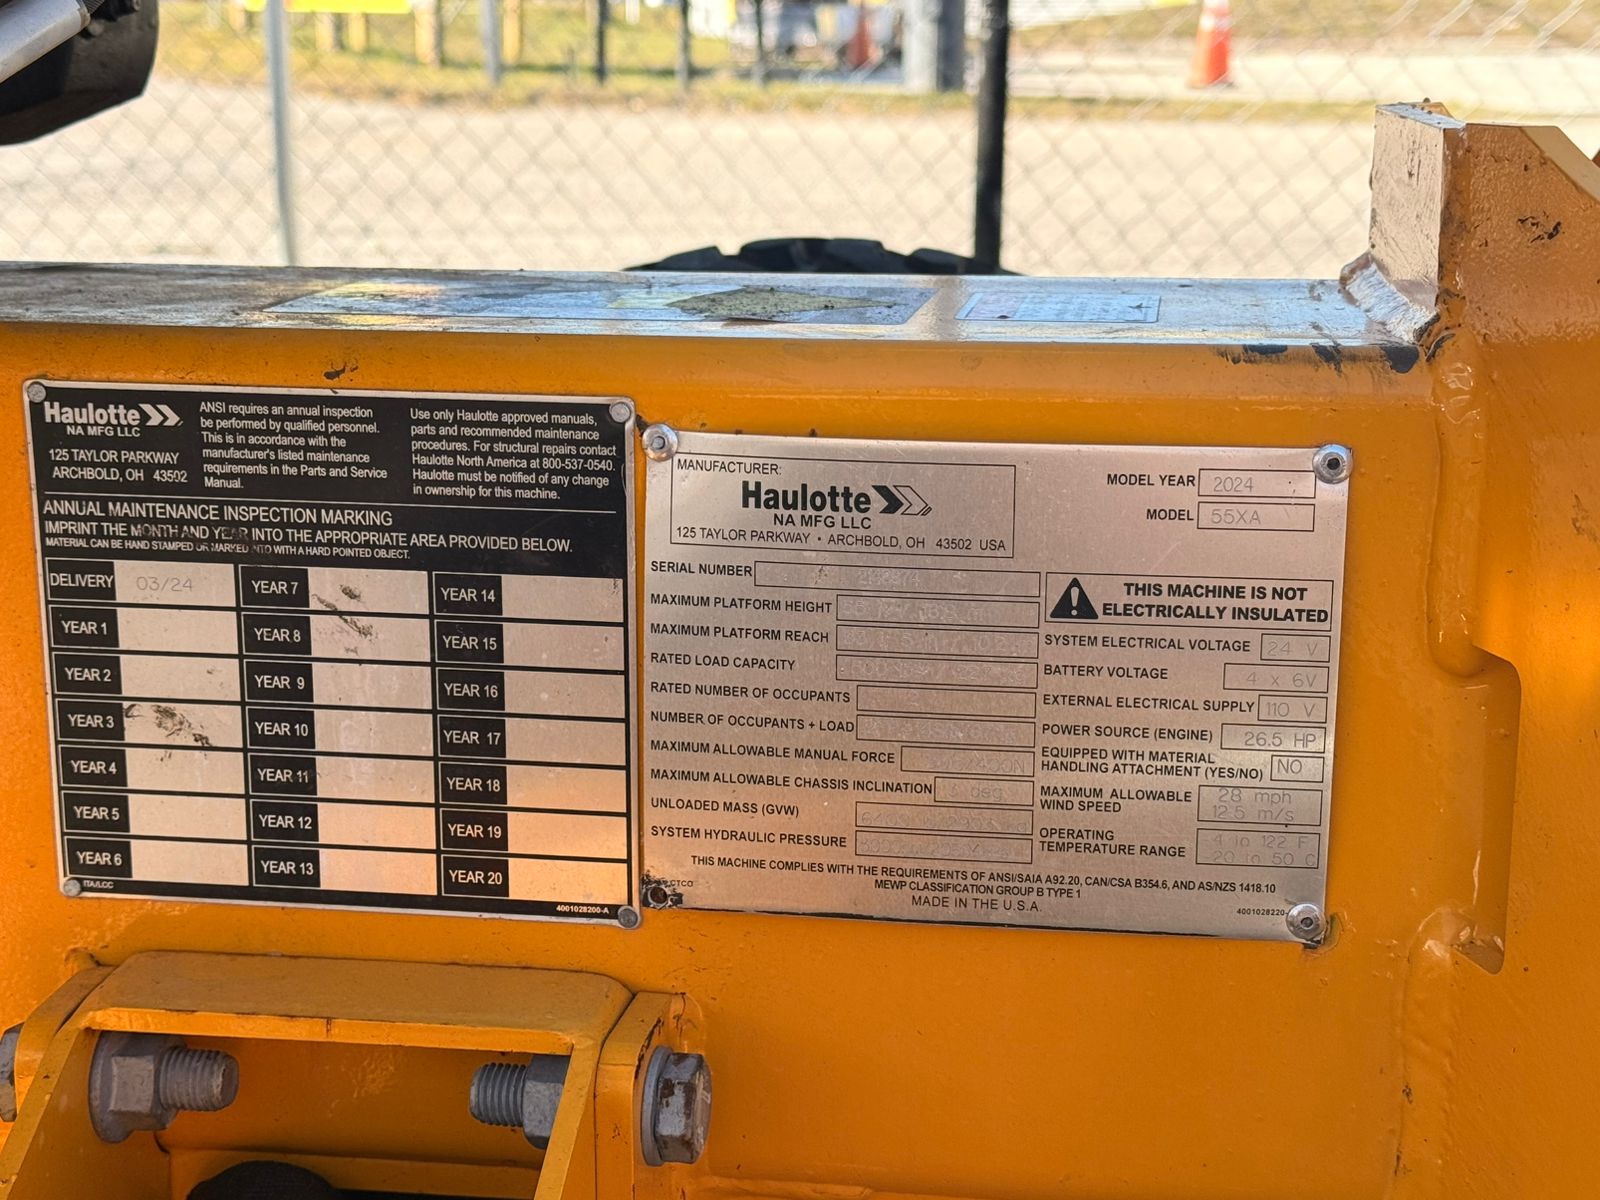 Haulotte
NA MFG LLC
125 TAYLOR PARKWAY
ARCHBOLD, OH 43502
ANSI requires an annual inspection
be performed by qualified personnel.
This is in accordance with the
manufacturer's listed maintenance
requirements in the Parts and Service
Manual.
Use only Haulotte approved manuals,
parts and recommended maintenance
procedures. For structural repairs contact
Haulotte North America at 800-537-0540.
Haulotte must be notified of any change
in ownership for this machine.
ANNUAL MAINTENANCE INSPECTION MARKING
IMPRINT THE MONTH AND YEAR INTO THE APPROPRIATE AREA PROVIDED BELOW.
MATERIAL CAN BE HAND STAMPED OR MARKED INTO WITH A HARD POINTED OBJECT.
DELIVERY 03/24 YEAR 7 YEAR 14
YEAR 1 YEAR 8 YEAR 15
YEAR 2 YEAR 9 YEAR 16
YEAR 3 YEAR 10 YEAR 17
YEAR 4 YEAR 11 YEAR 18
YEAR 5 YEAR 12 YEAR 19
YEAR 6 YEAR 13 YEAR 20
ITA/LCC
4001028200-A
MANUFACTURER:
Haulotte
NA MFG LLC
125 TAYLOR PARKWAY • ARCHBOLD, OH 43502 USA
MODEL YEAR 2024
MODEL 55XA
SERIAL NUMBER
MAXIMUM PLATFORM HEIGHT
MAXIMUM PLATFORM REACH
RATED LOAD CAPACITY
RATED NUMBER OF OCCUPANTS
NUMBER OF OCCUPANTS + LOAD
MAXIMUM ALLOWABLE MANUAL FORCE 400N
MAXIMUM ALLOWABLE CHASSIS INCLINATION deg
UNLOADED MASS (GVW)
SYSTEM HYDRAULIC PRESSURE
THIS MACHINE IS NOT
ELECTRICALLY INSULATED
SYSTEM ELECTRICAL VOLTAGE 24 V
BATTERY VOLTAGE 4 x 6V
EXTERNAL ELECTRICAL SUPPLY 110 V
POWER SOURCE (ENGINE) 26.5 HP
EQUIPPED WITH MATERIAL
HANDLING ATTACHMENT (YES/NO) NO
MAXIMUM ALLOWABLE
WIND SPEED
28 mph
12.5 m/s
OPERATING
TEMPERATURE RANGE
-4 to 122 F
-20 to 50 C
THIS MACHINE COMPLIES WITH THE REQUIREMENTS OF ANSI/SAIA A92.20, CAN/CSA B354.6, AND AS/NZS 1418.10
MEWP CLASSIFICATION GROUP B TYPE 1
MADE IN THE U.S.A.
4001028220-